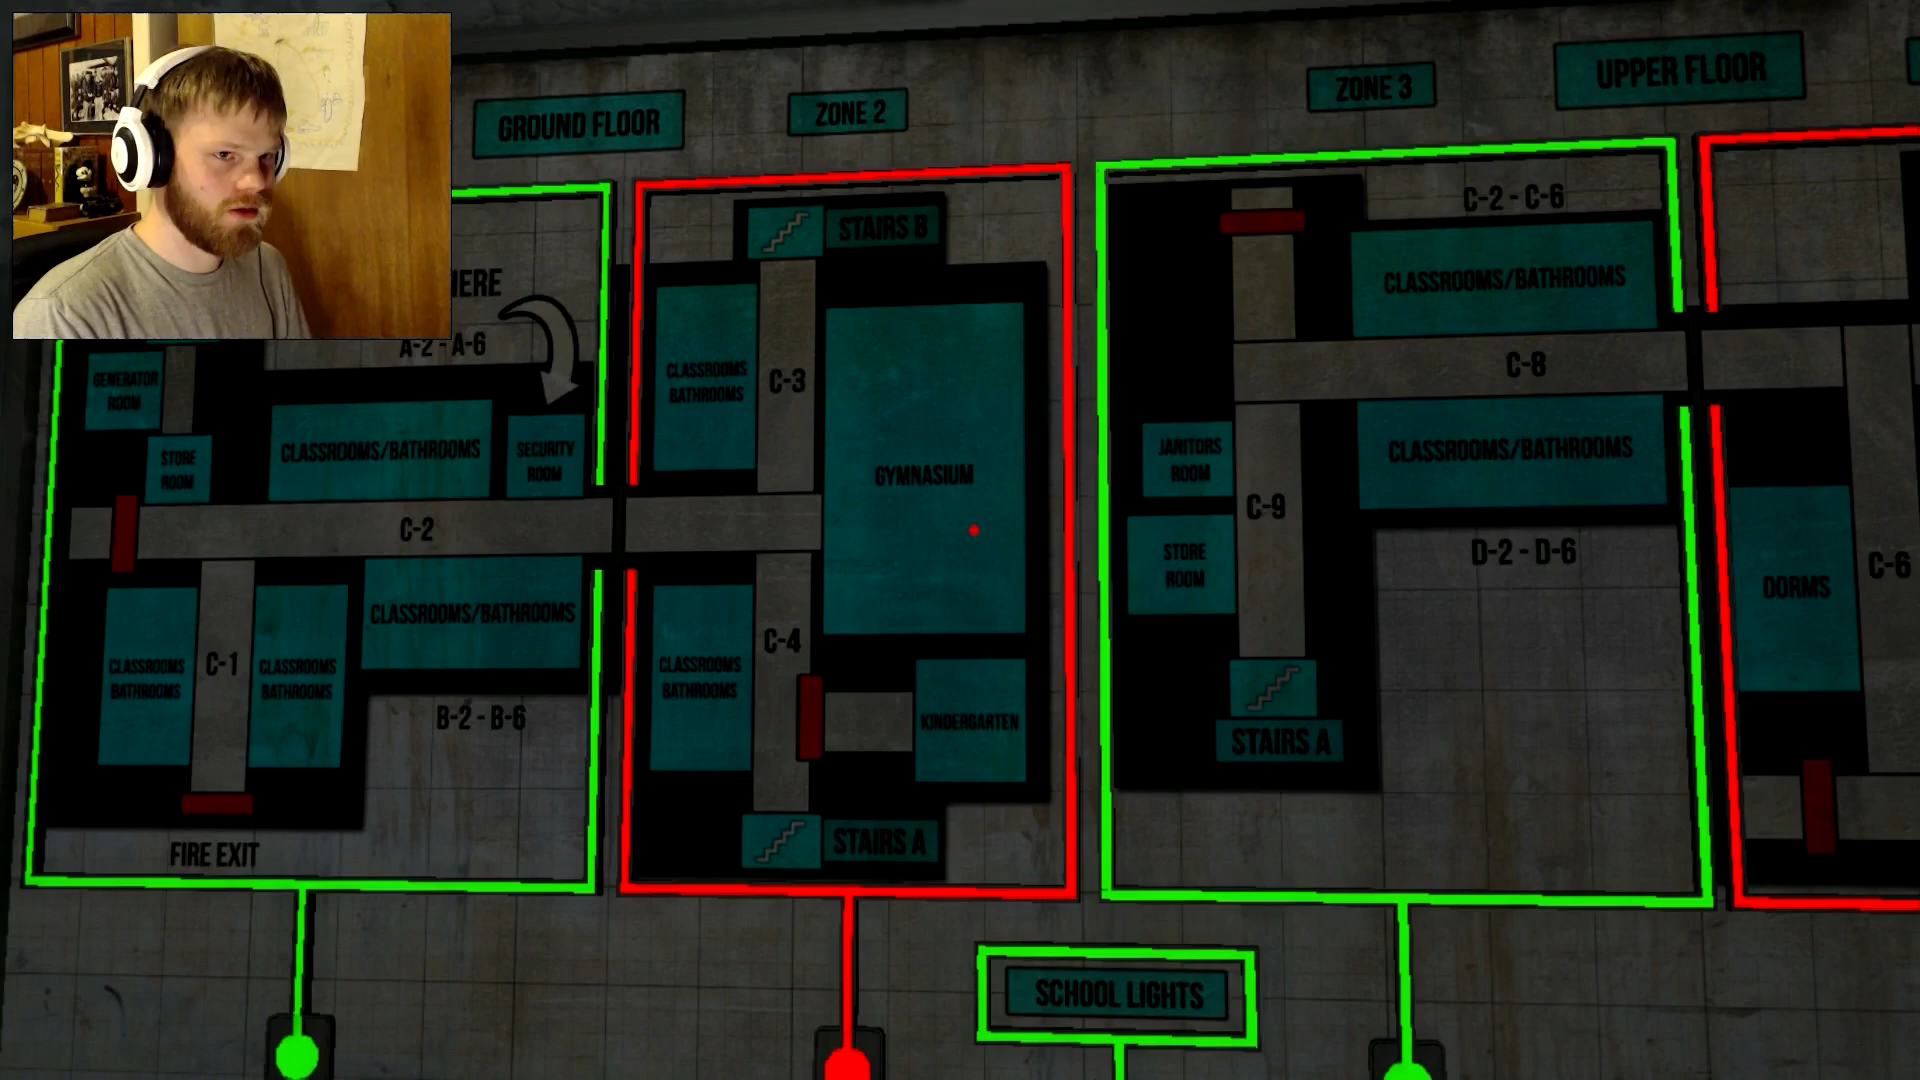 GROUND FLOOR
ZONE 2
ZONE 3
UPPER FLOOR
STAIRS B
C-2 - C-6
CLASSROOMS/BATHROOMS
A-2 - A-6
GENERATOR
ROOM
CLASSROOMS
BATHROOMS
C-3
C-8
STORE
ROOM
CLASSROOMS/BATHROOMS
SECURITY
ROOM
GYMNASIUM
JANITORS
ROOM
CLASSROOMS/BATHROOMS
C-9
C-2
STORE
ROOM
D-2 - D-6
C-6
DORMS
CLASSROOMS
BATHROOMS
C-1
CLASSROOMS
BATHROOMS
CLASSROOMS/BATHROOMS
CLASSROOMS
BATHROOMS
C-4
B-2 - B-6
KINDERGARTEN
STAIRS A
STAIRS A
FIRE EXIT
SCHOOL LIGHTS